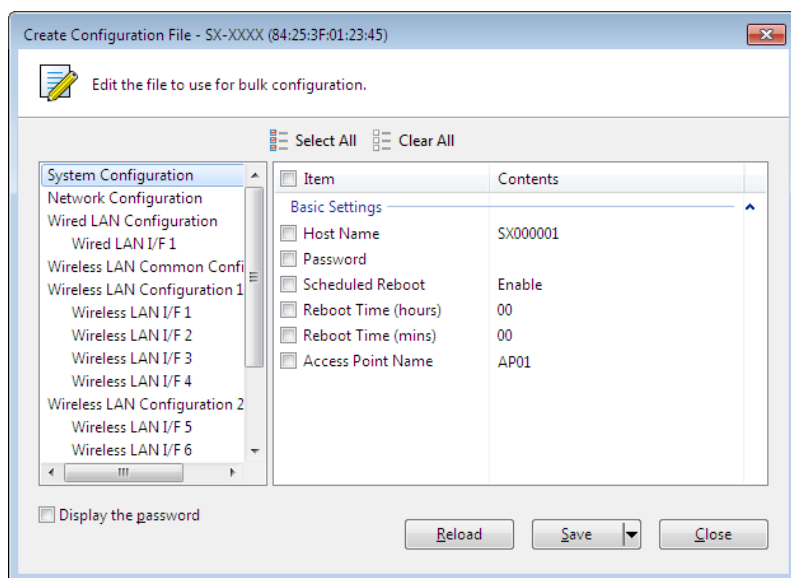 Create Configuration File - SX-XXXX (84:25:3F:01:23:45)
Edit the file to use for bulk configuration.
Select All Clear All
System Configuration
Network Configuration
Wired LAN Configuration
Wired LAN I/F 1
Wireless LAN Common Confi
Wireless LAN Configuration 1
Wireless LAN I/F 1
Wireless LAN I/F 2
Wireless LAN I/F 3
Wireless LAN I/F 4
Wireless LAN Configuration 2
Wireless LAN I/F 5
Wireless LAN I/F 6
Item Contents
Basic Settings
Host Name SX000001
Password
Scheduled Reboot Enable
Reboot Time (hours) 00
Reboot Time (mins) 00
Access Point Name AP01
Display the password
Reload Save Close